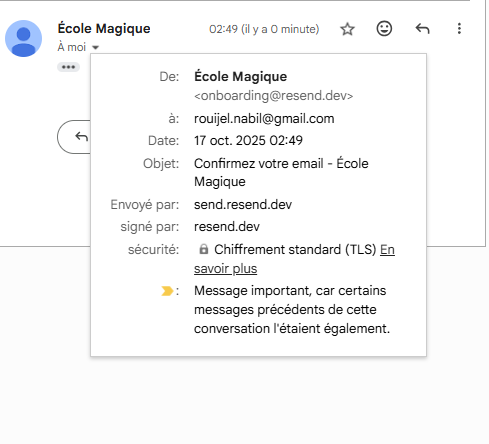 École Magique 02:49 (il y a 0 minute)
À moi
De: École Magique
<onboarding@resend.dev>
à: rouijel.nabil@gmail.com
Date: 17 oct. 2025 02:49
Objet: Confirmez votre email - École
Magique
Envoyé par: send.resend.dev
signé par: resend.dev
sécurité: Chiffrement standard (TLS) En
savoir plus
: Message important, car certains
messages précédents de cette
conversation l'étaient également.